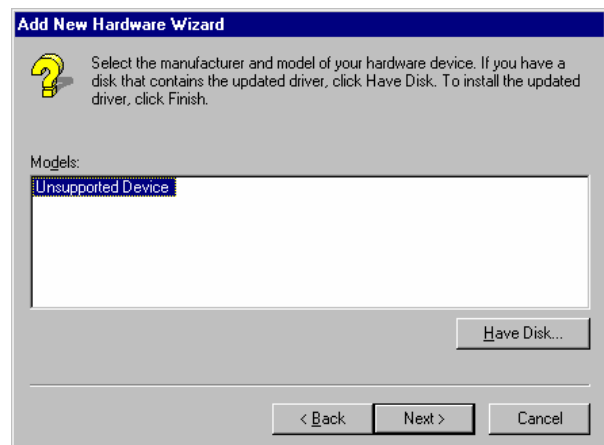 Add New Hardware Wizard
Select the manufacturer and model of your hardware device. If you have a
disk that contains the updated driver, click Have Disk. To install the updated
driver, click Finish.
Models:
Unsupported Device
Have Disk...
< Back
Next >
Cancel